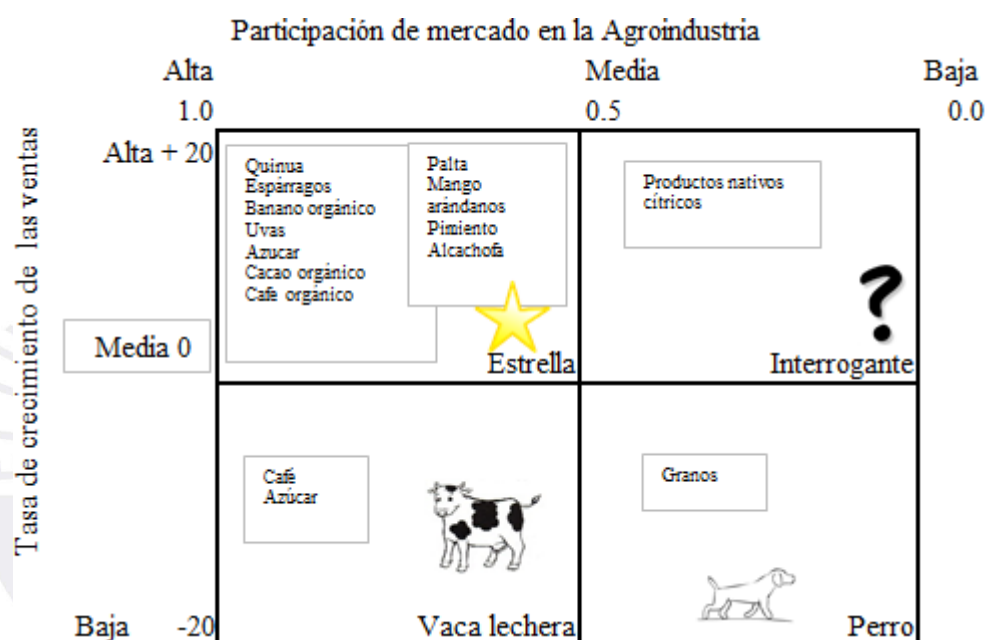 Participación de mercado en la Agroindustria
Alta
Media
Baja
1.0
0.5
0.0
Tasa de crecimiento de las ventas
Alta + 20
Quinua
Espárragos
Banano orgánico
Uvas
Azucar
Cacao orgánico
Cafe orgánico
Palta
Mango
arándanos
Pimiento
Alcachofa
Productos nativos
cítricos
Media 0
Estrella
?
Interrogante
Café
Azúcar
Granos
Baja -20
Vaca lechera
Perro